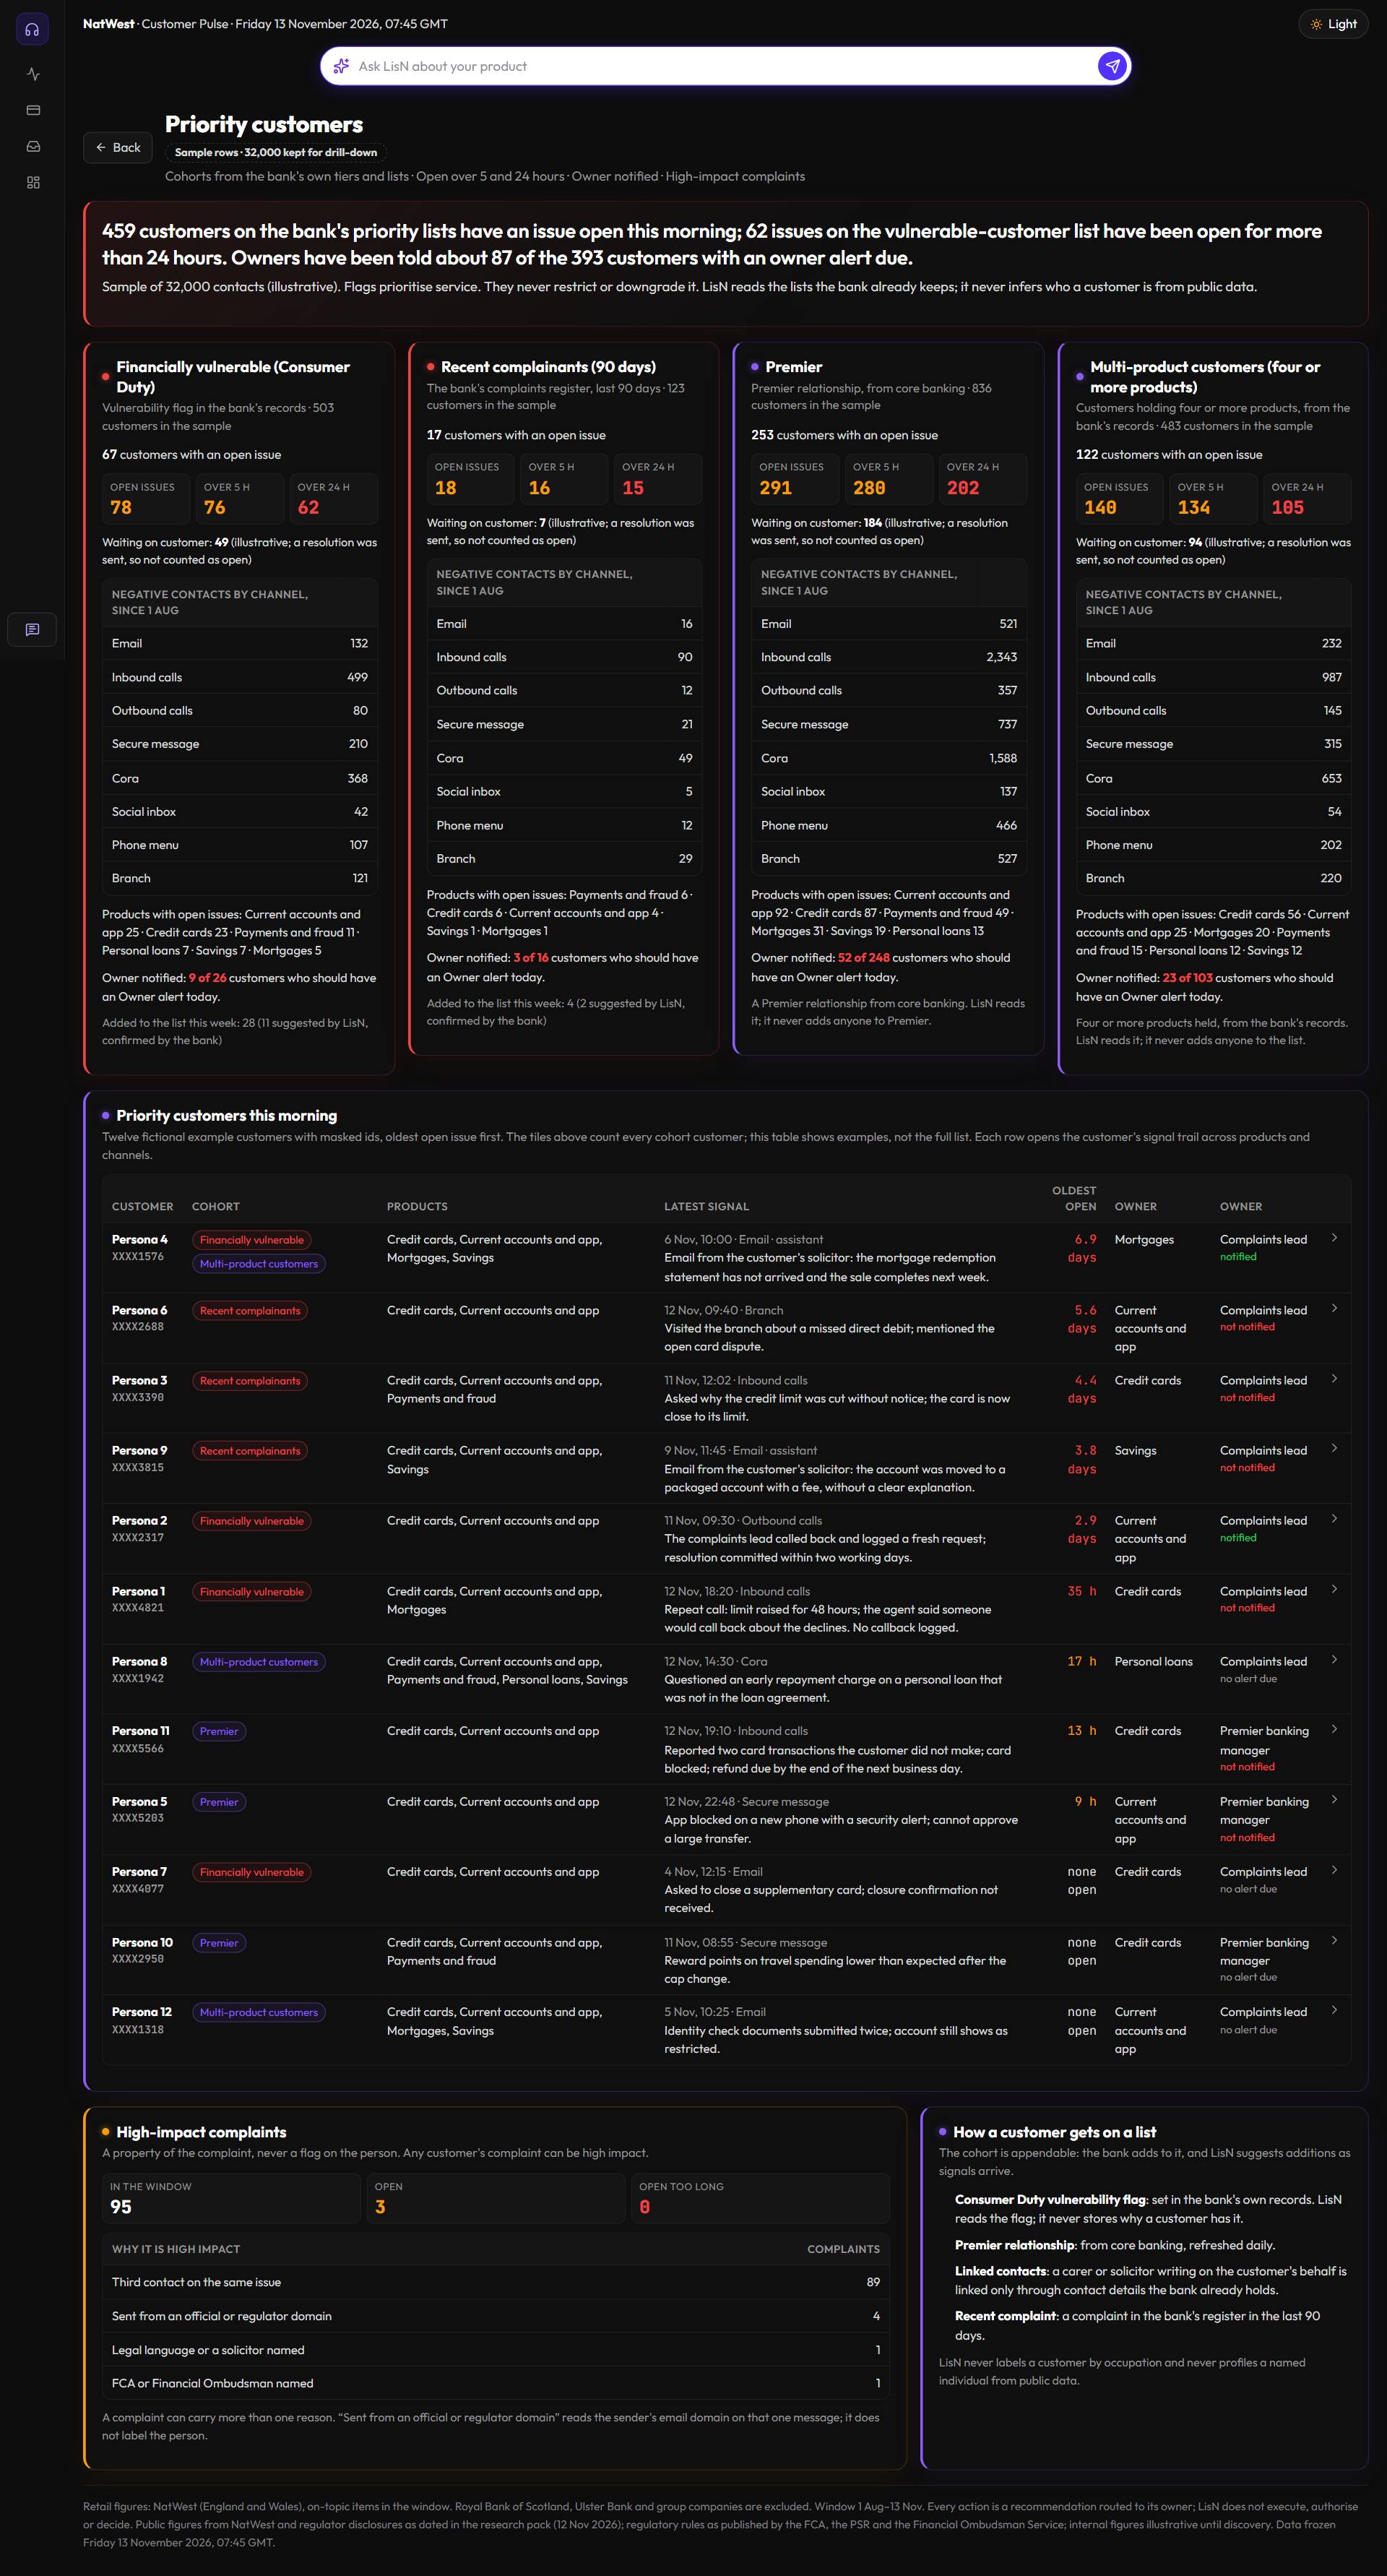 NatWest · Customer Pulse · Friday 13 November 2026, 07:45 GMT
Light
Ask LisN about your product
Back
Priority customers
Sample rows · 32,000 kept for drill-down
Cohorts from the bank's own tiers and lists · Open over 5 and 24 hours · Owner notified · High-impact complaints
459 customers on the bank's priority lists have an issue open this morning; 62 issues on the vulnerable-customer list have been open for more
than 24 hours. Owners have been told about 87 of the 393 customers with an owner alert due.
Sample of 32,000 contacts (illustrative). Flags prioritise service. They never restrict or downgrade it. LisN reads the lists the bank already keeps; it never infers who a customer is from public data.
Financially vulnerable (Consumer
Duty)
Vulnerability flag in the bank's records · 503
customers in the sample
67 customers with an open issue
OPEN ISSUES OVER 5 H OVER 24 H
78 76 62
Waiting on customer: 49 (illustrative; a resolution was
sent, so not counted as open)
NEGATIVE CONTACTS BY CHANNEL,
SINCE 1 AUG
Email 132
Inbound calls 499
Outbound calls 80
Secure message 210
Cora 368
Social inbox 42
Phone menu 107
Branch 121
Products with open issues: Current accounts and
app 25 · Credit cards 23 · Payments and fraud 11 ·
Personal loans 7 · Savings 7 · Mortgages 5
Owner notified: 9 of 26 customers who should have
an Owner alert today.
Added to the list this week: 28 (11 suggested by LisN,
confirmed by the bank)
Recent complainants (90 days)
The bank's complaints register, last 90 days · 123
customers in the sample
17 customers with an open issue
OPEN ISSUES OVER 5 H OVER 24 H
18 16 15
Waiting on customer: 7 (illustrative; a resolution was
sent, so not counted as open)
NEGATIVE CONTACTS BY CHANNEL,
SINCE 1 AUG
Email 16
Inbound calls 90
Outbound calls 12
Secure message 21
Cora 49
Social inbox 5
Phone menu 12
Branch 29
Products with open issues: Payments and fraud 6 ·
Credit cards 6 · Current accounts and app 4 ·
Savings 1 · Mortgages 1
Owner notified: 3 of 16 customers who should have
an Owner alert today.
Added to the list this week: 4 (2 suggested by LisN,
confirmed by the bank)
Premier
Premier relationship, from core banking · 836
customers in the sample
253 customers with an open issue
OPEN ISSUES OVER 5 H OVER 24 H
291 280 202
Waiting on customer: 184 (illustrative; a resolution
was sent, so not counted as open)
NEGATIVE CONTACTS BY CHANNEL,
SINCE 1 AUG
Email 521
Inbound calls 2,343
Outbound calls 357
Secure message 737
Cora 1,588
Social inbox 137
Phone menu 466
Branch 527
Products with open issues: Current accounts and
app 92 · Credit cards 87 · Payments and fraud 49 ·
Mortgages 31 · Savings 19 · Personal loans 13
Owner notified: 52 of 248 customers who should
have an Owner alert today.
A Premier relationship from core banking. LisN reads
it; it never adds anyone to Premier.
Multi-product customers (four or
more products)
Customers holding four or more products, from the
bank's records · 483 customers in the sample
122 customers with an open issue
OPEN ISSUES OVER 5 H OVER 24 H
140 134 105
Waiting on customer: 94 (illustrative; a resolution was
sent, so not counted as open)
NEGATIVE CONTACTS BY CHANNEL,
SINCE 1 AUG
Email 232
Inbound calls 987
Outbound calls 145
Secure message 315
Cora 653
Social inbox 54
Phone menu 202
Branch 220
Products with open issues: Credit cards 56 · Current
accounts and app 25 · Mortgages 20 · Payments
and fraud 15 · Personal loans 12 · Savings 12
Owner notified: 23 of 103 customers who should
have an Owner alert today.
Four or more products held, from the bank's records.
LisN reads it; it never adds anyone to the list.
Priority customers this morning
Twelve fictional example customers with masked ids, oldest open issue first. The tiles above count every cohort customer; this table shows examples, not the full list. Each row opens the customer's signal trail across products and
channels.
CUSTOMER COHORT PRODUCTS LATEST SIGNAL OLDEST OPEN OWNER OWNER
Persona 4
XXXX1576
Financially vulnerable
Multi-product customers
Credit cards, Current accounts and app,
Mortgages, Savings
6 Nov, 10:00 · Email · assistant
Email from the customer's solicitor: the mortgage redemption
statement has not arrived and the sale completes next week.
6.9
days
Mortgages
Complaints lead
notified
Persona 6
XXXX2688
Recent complainants
Credit cards, Current accounts and app
12 Nov, 09:40 · Branch
Visited the branch about a missed direct debit; mentioned the
open card dispute.
5.6
days
Current
accounts and
app
Complaints lead
not notified
Persona 3
XXXX3390
Recent complainants
Credit cards, Current accounts and app,
Payments and fraud
11 Nov, 12:02 · Inbound calls
Asked why the credit limit was cut without notice; the card is now
close to its limit.
4.4
days
Credit cards
Complaints lead
not notified
Persona 9
XXXX3815
Recent complainants
Credit cards, Current accounts and app,
Savings
9 Nov, 11:45 · Email · assistant
Email from the customer's solicitor: the account was moved to a
packaged account with a fee, without a clear explanation.
3.8
days
Savings
Complaints lead
not notified
Persona 2
XXXX2317
Financially vulnerable
Credit cards, Current accounts and app
11 Nov, 09:30 · Outbound calls
The complaints lead called back and logged a fresh request;
resolution committed within two working days.
2.9
days
Current
accounts and
app
Complaints lead
notified
Persona 1
XXXX4821
Financially vulnerable
Credit cards, Current accounts and app,
Mortgages
12 Nov, 18:20 · Inbound calls
Repeat call: limit raised for 48 hours; the agent said someone
would call back about the declines. No callback logged.
35 h
Credit cards
Complaints lead
not notified
Persona 8
XXXX1942
Multi-product customers
Credit cards, Current accounts and app,
Payments and fraud, Personal loans, Savings
12 Nov, 14:30 · Cora
Questioned an early repayment charge on a personal loan that
was not in the loan agreement.
17 h
Personal loans
Complaints lead
no alert due
Persona 11
XXXX5566
Premier
Credit cards, Current accounts and app
12 Nov, 19:10 · Inbound calls
Reported two card transactions the customer did not make; card
blocked; refund due by the end of the next business day.
13 h
Credit cards
Premier banking
manager
not notified
Persona 5
XXXX5203
Premier
Credit cards, Current accounts and app
12 Nov, 22:48 · Secure message
App blocked on a new phone with a security alert; cannot approve
a large transfer.
9 h
Current
accounts and
app
Premier banking
manager
not notified
Persona 7
XXXX4077
Financially vulnerable
Credit cards, Current accounts and app
4 Nov, 12:15 · Email
Asked to close a supplementary card; closure confirmation not
received.
none
open
Credit cards
Complaints lead
no alert due
Persona 10
XXXX2950
Premier
Credit cards, Current accounts and app,
Payments and fraud
11 Nov, 08:55 · Secure message
Reward points on travel spending lower than expected after the
cap change.
none
open
Credit cards
Premier banking
manager
no alert due
Persona 12
XXXX1318
Multi-product customers
Credit cards, Current accounts and app,
Mortgages, Savings
5 Nov, 10:25 · Email
Identity check documents submitted twice; account still shows as
restricted.
none
open
Current
accounts and
app
Complaints lead
no alert due
High-impact complaints
A property of the complaint, never a flag on the person. Any customer's complaint can be high impact.
IN THE WINDOW OPEN OPEN TOO LONG
95 3 0
WHY IT IS HIGH IMPACT COMPLAINTS
Third contact on the same issue 89
Sent from an official or regulator domain 4
Legal language or a solicitor named 1
FCA or Financial Ombudsman named 1
A complaint can carry more than one reason. “Sent from an official or regulator domain” reads the sender's email domain on that one message; it does
not label the person.
How a customer gets on a list
The cohort is appendable: the bank adds to it, and LisN suggests additions as
signals arrive.
Consumer Duty vulnerability flag: set in the bank's own records. LisN
reads the flag; it never stores why a customer has it.
Premier relationship: from core banking, refreshed daily.
Linked contacts: a carer or solicitor writing on the customer's behalf is
linked only through contact details the bank already holds.
Recent complaint: a complaint in the bank's register in the last 90
days.
LisN never labels a customer by occupation and never profiles a named
individual from public data.
Retail figures: NatWest (England and Wales), on-topic items in the window. Royal Bank of Scotland, Ulster Bank and group companies are excluded. Window 1 Aug–13 Nov. Every action is a recommendation routed to its owner; LisN does not execute, authorise
or decide. Public figures from NatWest and regulator disclosures as dated in the research pack (12 Nov 2026); regulatory rules as published by the FCA, the PSR and the Financial Ombudsman Service; internal figures illustrative until discovery. Data frozen
Friday 13 November 2026, 07:45 GMT.